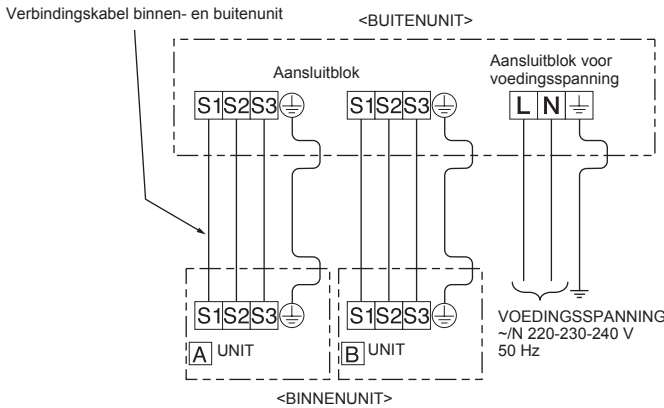 Verbindingskabel binnen- en buitenunit
<BUITENUNIT>
Aansluitblok
Aansluitblok voor
voedingsspanning
S1 S2 S3
S1 S2 S3
L N
S1 S2 S3
S1 S2 S3
A UNIT
B UNIT
VOEDINGSSPANNING
~/N 220-230-240 V
50 Hz
<BINNENUNIT>